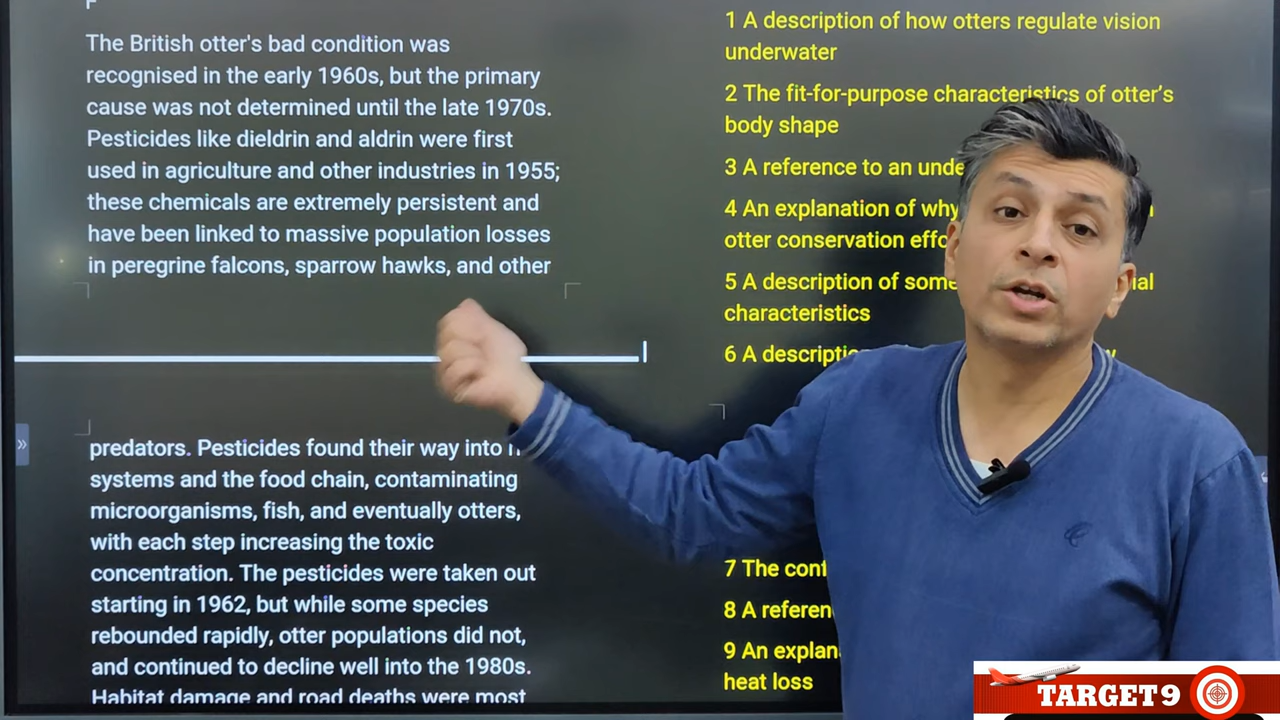 The British otter's bad condition was
recognised in the early 1960s, but the primary
cause was not determined until the late 1970s.
Pesticides like dieldrin and aldrin were first
used in agriculture and other industries in 1955;
these chemicals are extremely persistent and
have been linked to massive population losses
in peregrine falcons, sparrow hawks, and other
predators. Pesticides found their way into
systems and the food chain, contaminating
microorganisms, fish, and eventually otters,
with each step increasing the toxic
concentration. The pesticides were taken out
starting in 1962, but while some species
rebounded rapidly, otter populations did not,
and continued to decline well into the 1980s.
Habitat damage and road deaths were most
1 A description of how otters regulate vision
underwater
2 The fit-for-purpose characteristics of otter's
body shape
3 A reference to an
4 An explanation of why
otter conservation
5 A description of
characteristics
6 A
7 The
8 A
9 An
heat loss
TARGET9